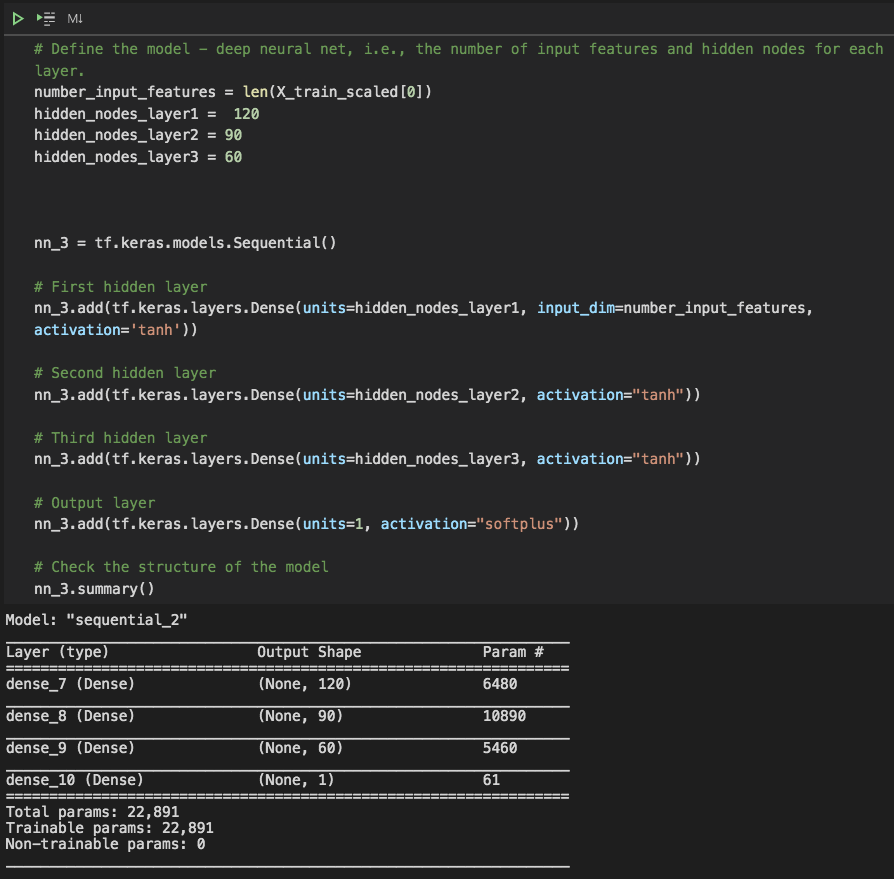 M↓
# Define the model - deep neural net, i.e., the number of input features and hidden nodes for each
layer.
number_input_features = len(X_train_scaled[0])
hidden_nodes_layer1 =  120
hidden_nodes_layer2 = 90
hidden_nodes_layer3 = 60
nn_3 = tf.keras.models.Sequential()
# First hidden layer
nn_3.add(tf.keras.layers.Dense(units=hidden_nodes_layer1, input_dim=number_input_features,
activation='tanh'))
# Second hidden layer
nn_3.add(tf.keras.layers.Dense(units=hidden_nodes_layer2, activation="tanh"))
# Third hidden layer
nn_3.add(tf.keras.layers.Dense(units=hidden_nodes_layer3, activation="tanh"))
# Output layer
nn_3.add(tf.keras.layers.Dense(units=1, activation="softplus"))
# Check the structure of the model
nn_3.summary()
Model: "sequential_2"
Layer (type) Output Shape Param #
dense_7 (Dense) (None, 120) 6480
dense_8 (Dense) (None, 90) 10890
dense_9 (Dense) (None, 60) 5460
dense_10 (Dense) (None, 1) 61
Total params: 22,891
Trainable params: 22,891
Non-trainable params: 0